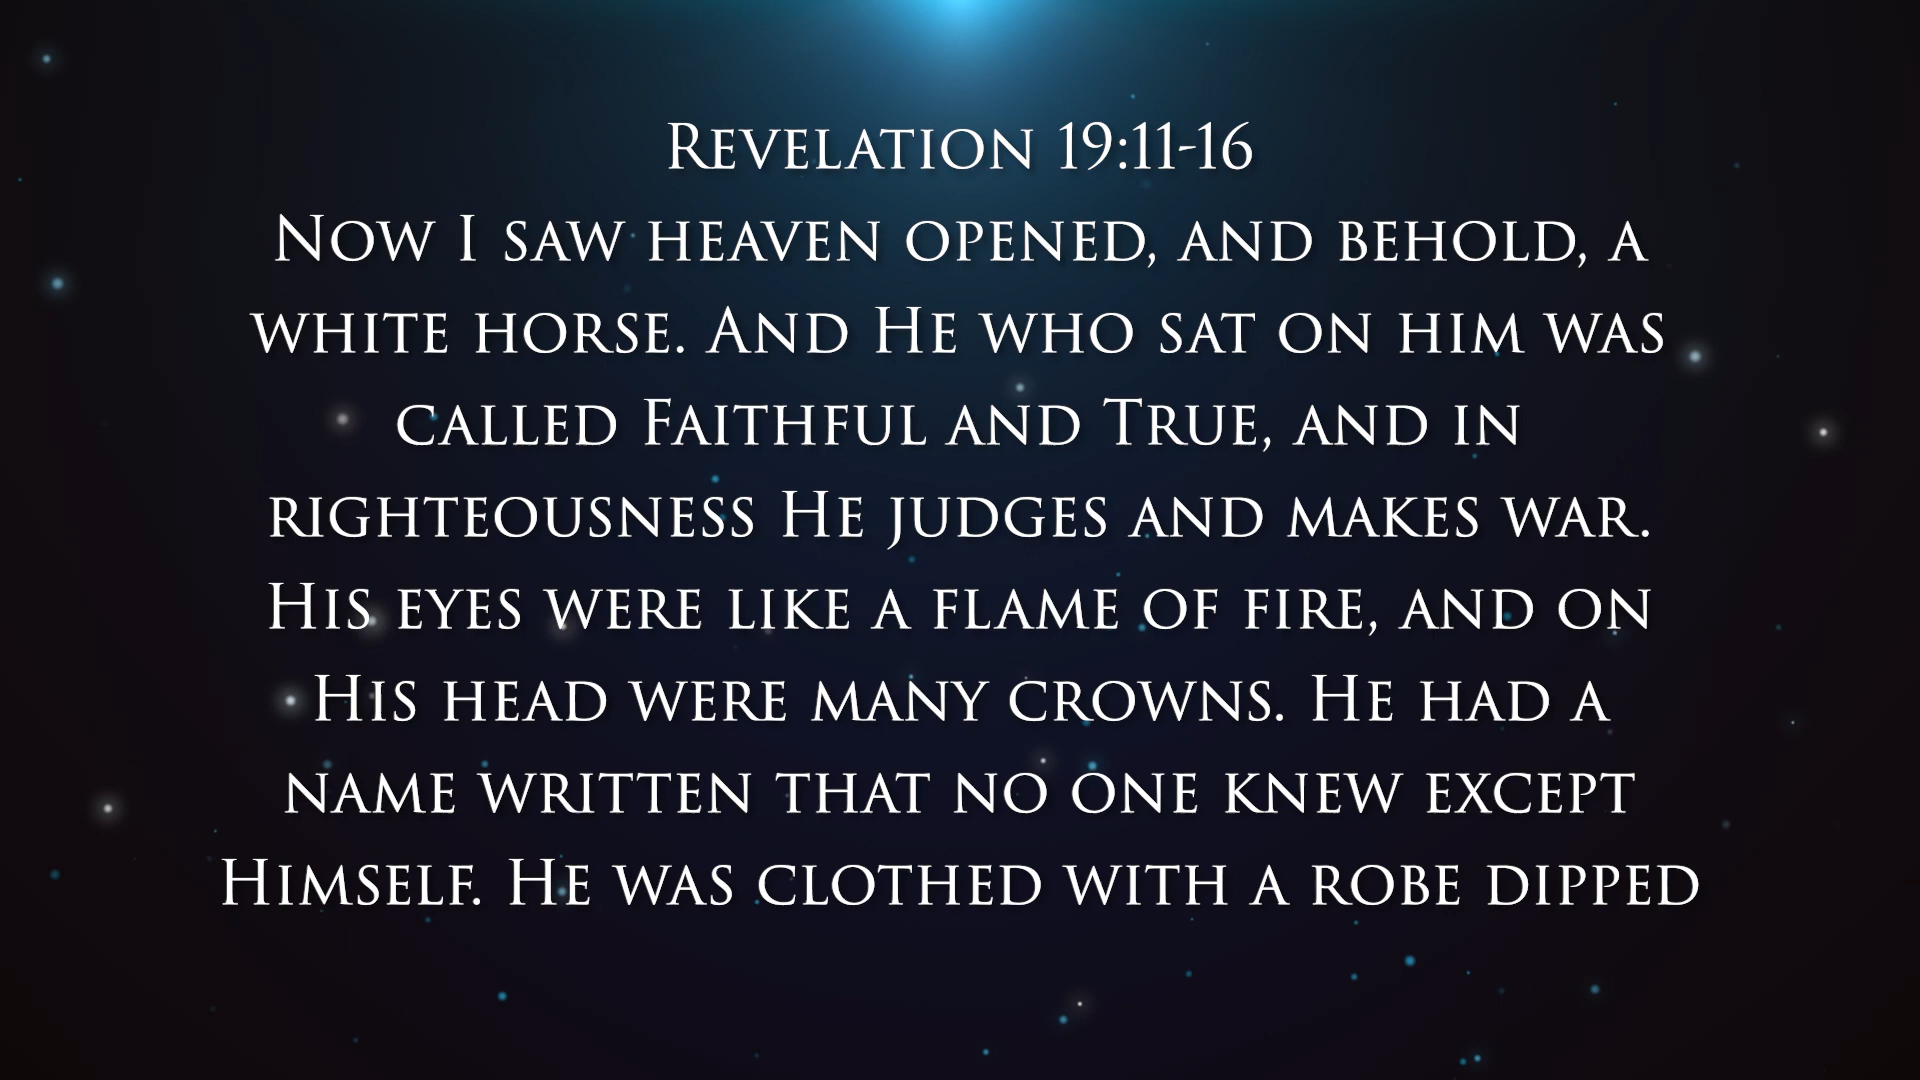 Revelation 19:11-16
Now I saw heaven opened, and behold, a
white horse. And He who sat on him was
called Faithful and True, and in
righteousness He judges and makes war.
His eyes were like a flame of fire, and on
His head were many crowns. He had a
name written that no one knew except
Himself. He was clothed with a robe dipped